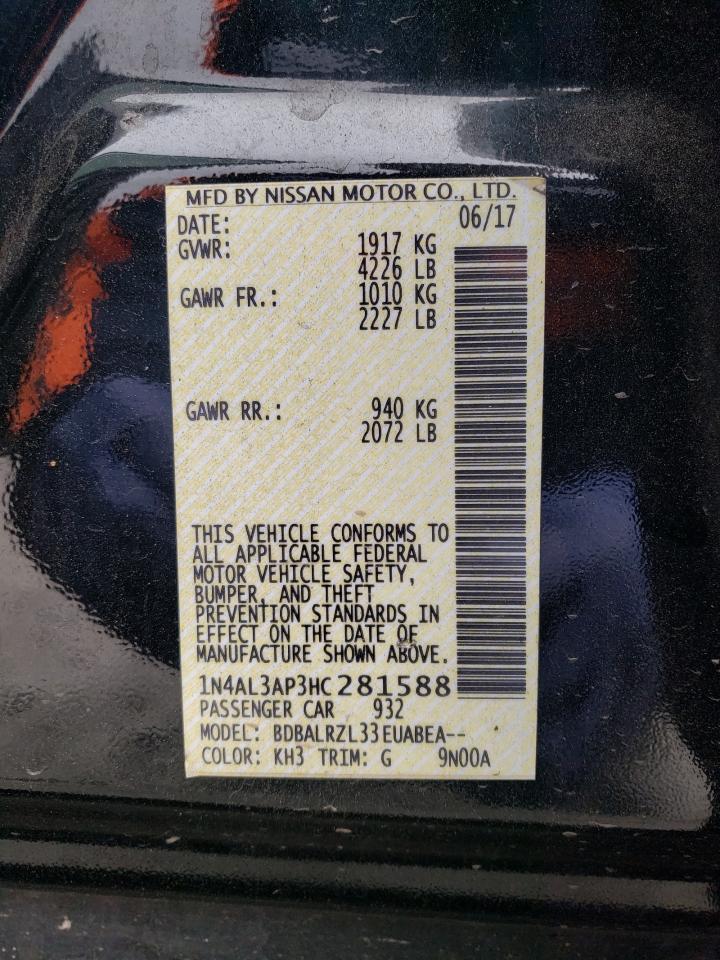 MFD BY NISSAN MOTOR CO., LTD.
DATE: 06/17
GVWR: 1917 KG
4226 LB
GAWR FR.: 1010 KG
2227 LB
GAWR RR.: 940 KG
2072 LB
THIS VEHICLE CONFORMS TO
ALL APPLICABLE FEDERAL
MOTOR VEHICLE SAFETY,
BUMPER, AND THEFT
PREVENTION STANDARDS IN
EFFECT ON THE DATE OF
MANUFACTURE SHOWN ABOVE.
1N4AL3AP3HC281588
PASSENGER CAR 932
MODEL: BDBALRZL33EUABEA--
COLOR: KH3 TRIM: G 9N00A